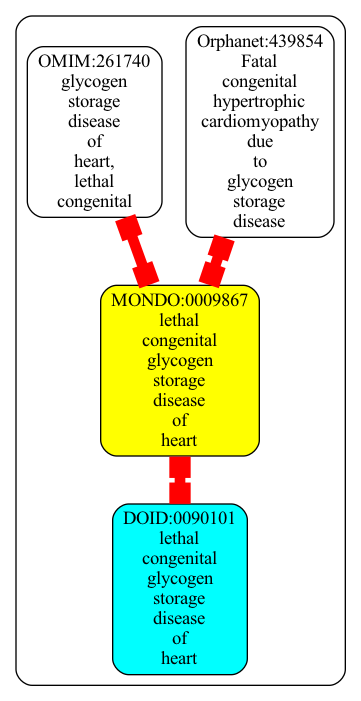 OMIM:261740
glycogen
storage
disease
of
heart,
lethal
congenital
Orphanet:439854
Fatal
congenital
hypertrophic
cardiomyopathy
due
to
glycogen
storage
disease
MONDO:0009867
lethal
congenital
glycogen
storage
disease
of
heart
DOID:0090101
lethal
congenital
glycogen
storage
disease
of
heart